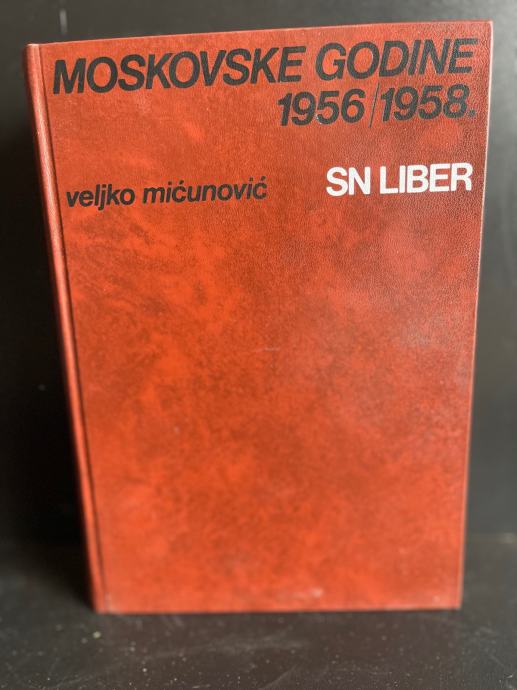 MOSKOVSKE GODINE
1956/1958.
veljko mićunović
SN LIBER